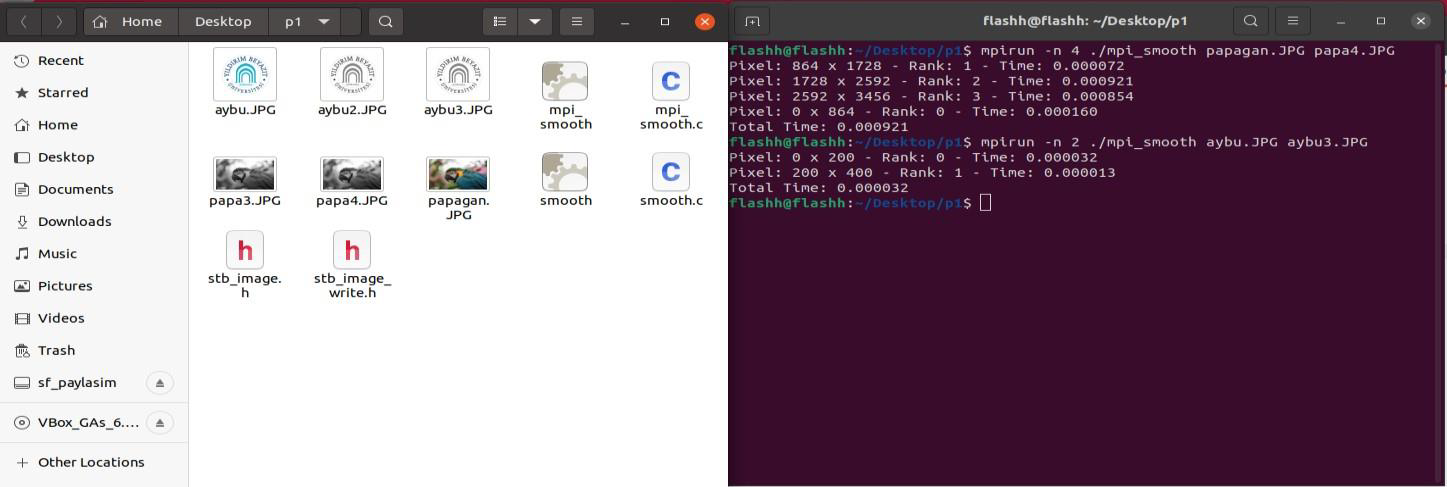 Home Desktop p1
Recent
Starred
Home
Desktop
Documents
Downloads
Music
Pictures
Videos
Trash
sf_paylasim
VBox_GAs_6....
Other Locations
aybu.JPG
aybu2.JPG
aybu3.JPG
mpi_
smooth
mpi_
smooth.c
papa3.JPG
papa4.JPG
papagan.
JPG
smooth
smooth.c
stb_image.
h
stb_image_
write.h
flashh@flashh: ~/Desktop/p1
flashh@flashh:~/Desktop/p1$ mpirun -n 4 ./mpi_smooth papagan.JPG papa4.JPG
Pixel: 864 x 1728 - Rank: 1 - Time: 0.000072
Pixel: 1728 x 2592 - Rank: 2 - Time: 0.000921
Pixel: 2592 x 3456 - Rank: 3 - Time: 0.000854
Pixel: 0 x 864 - Rank: 0 - Time: 0.000160
Total Time: 0.000921
flashh@flashh:~/Desktop/p1$ mpirun -n 2 ./mpi_smooth aybu.JPG aybu3.JPG
Pixel: 0 x 200 - Rank: 0 - Time: 0.000032
Pixel: 200 x 400 - Rank: 1 - Time: 0.000013
Total Time: 0.000032
flashh@flashh:~/Desktop/p1$